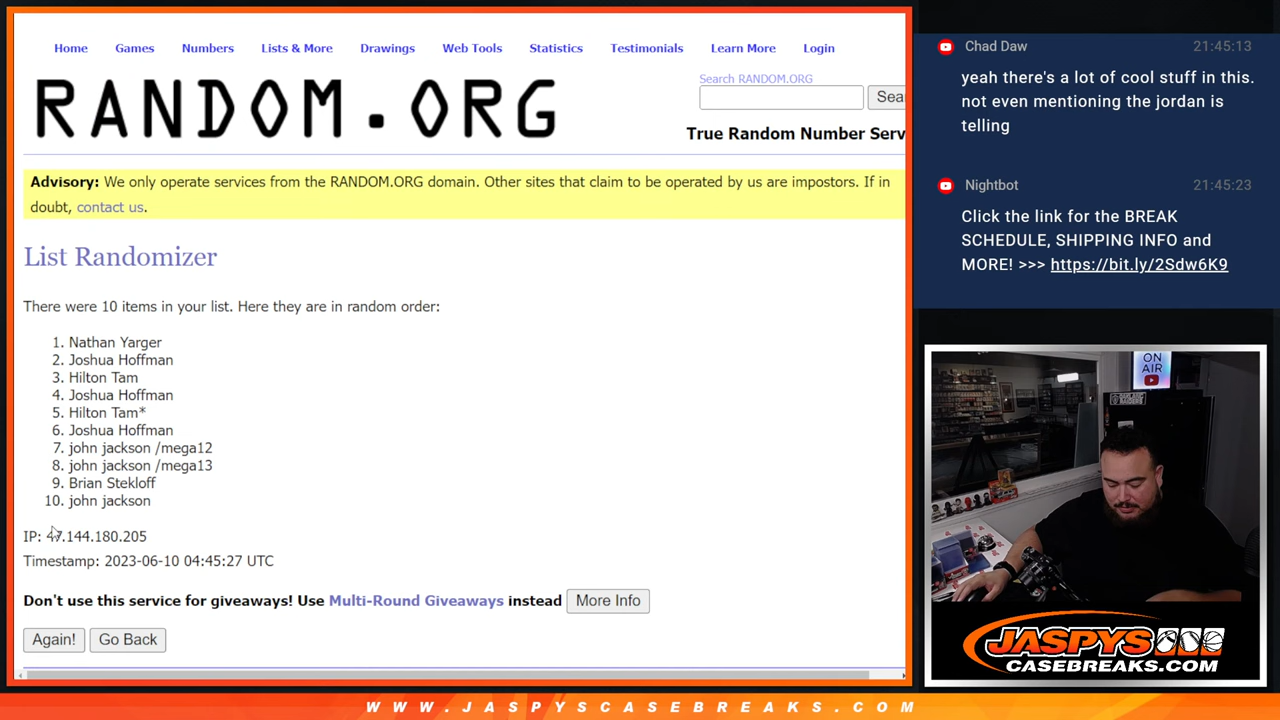 Home Games Numbers Lists & More Drawings Web Tools Statistics Testimonials Learn More Login
RANDOM.ORG
Search RANDOM.ORG
Sear
True Random Number Serv
Advisory: We only operate services from the RANDOM.ORG domain. Other sites that claim to be operated by us are impostors. If in
doubt, contact us.
List Randomizer
There were 10 items in your list. Here they are in random order:
1. Nathan Yarger
2. Joshua Hoffman
3. Hilton Tam
4. Joshua Hoffman
5. Hilton Tam*
6. Joshua Hoffman
7. john jackson /mega12
8. john jackson /mega13
9. Brian Stekloff
10. john jackson
IP: 47.144.180.205
Timestamp: 2023-06-10 04:45:27 UTC
Don't use this service for giveaways! Use Multi-Round Giveaways instead More Info
Again! Go Back
Chad Daw 21:45:13
yeah there's a lot of cool stuff in this.
not even mentioning the jordan is
telling
Nightbot 21:45:23
Click the link for the BREAK
SCHEDULE, SHIPPING INFO and
MORE! >>> https://bit.ly/2Sdw6K9
ON
AIR
JASPYS
CASEBREAKS.COM
WWW.JASPYSCASEBREAKS.COM